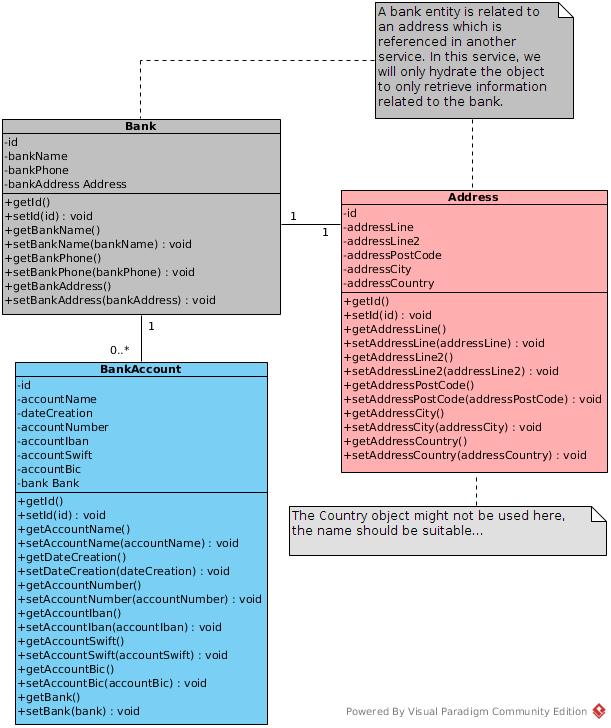 A bank entity is related to
an address which is
referenced in another
service. In this service, we
will only hydrate the object
to only retrieve information
related to the bank.
Bank
-id
-bankName
-bankPhone
-bankAddress Address
+getId()
+setId(id) : void
+getBankName()
+setBankName(bankName) : void
+getBankPhone()
+setBankPhone(bankPhone) : void
+getBankAddress()
+setBankAddress(bankAddress) : void
1
1
Address
-id
-addressLine
-addressLine2
-addressPostCode
-addressCity
-addressCountry
+getId()
+setId(id) : void
+getAddressLine()
+setAddressLine(addressLine) : void
+getAddressLine2()
+setAddressLine2(addressLine2) : void
+getAddressPostCode()
+setAddressPostCode(addressPostCode) : void
+getAddressCity()
+setAddressCity(addressCity) : void
+getAddressCountry()
+setAddressCountry(addressCountry) : void
1
0..*
BankAccount
-id
-accountName
-dateCreation
-accountNumber
-accountIban
-accountSwift
-accountBic
-bank Bank
+getId()
+setId(id) : void
+getAccountName()
+setAccountName(accountName) : void
+getDateCreation()
+setDateCreation(dateCreation) : void
+getAccountNumber()
+setAccountNumber(accountNumber) : void
+getAccountIban()
+setAccountIban(accountIban) : void
+getAccountSwift()
+setAccountSwift(accountSwift) : void
+getAccountBic()
+setAccountBic(accountBic) : void
+getBank()
+setBank(bank) : void
The Country object might not be used here,
the name should be suitable...
Powered By Visual Paradigm Community Edition